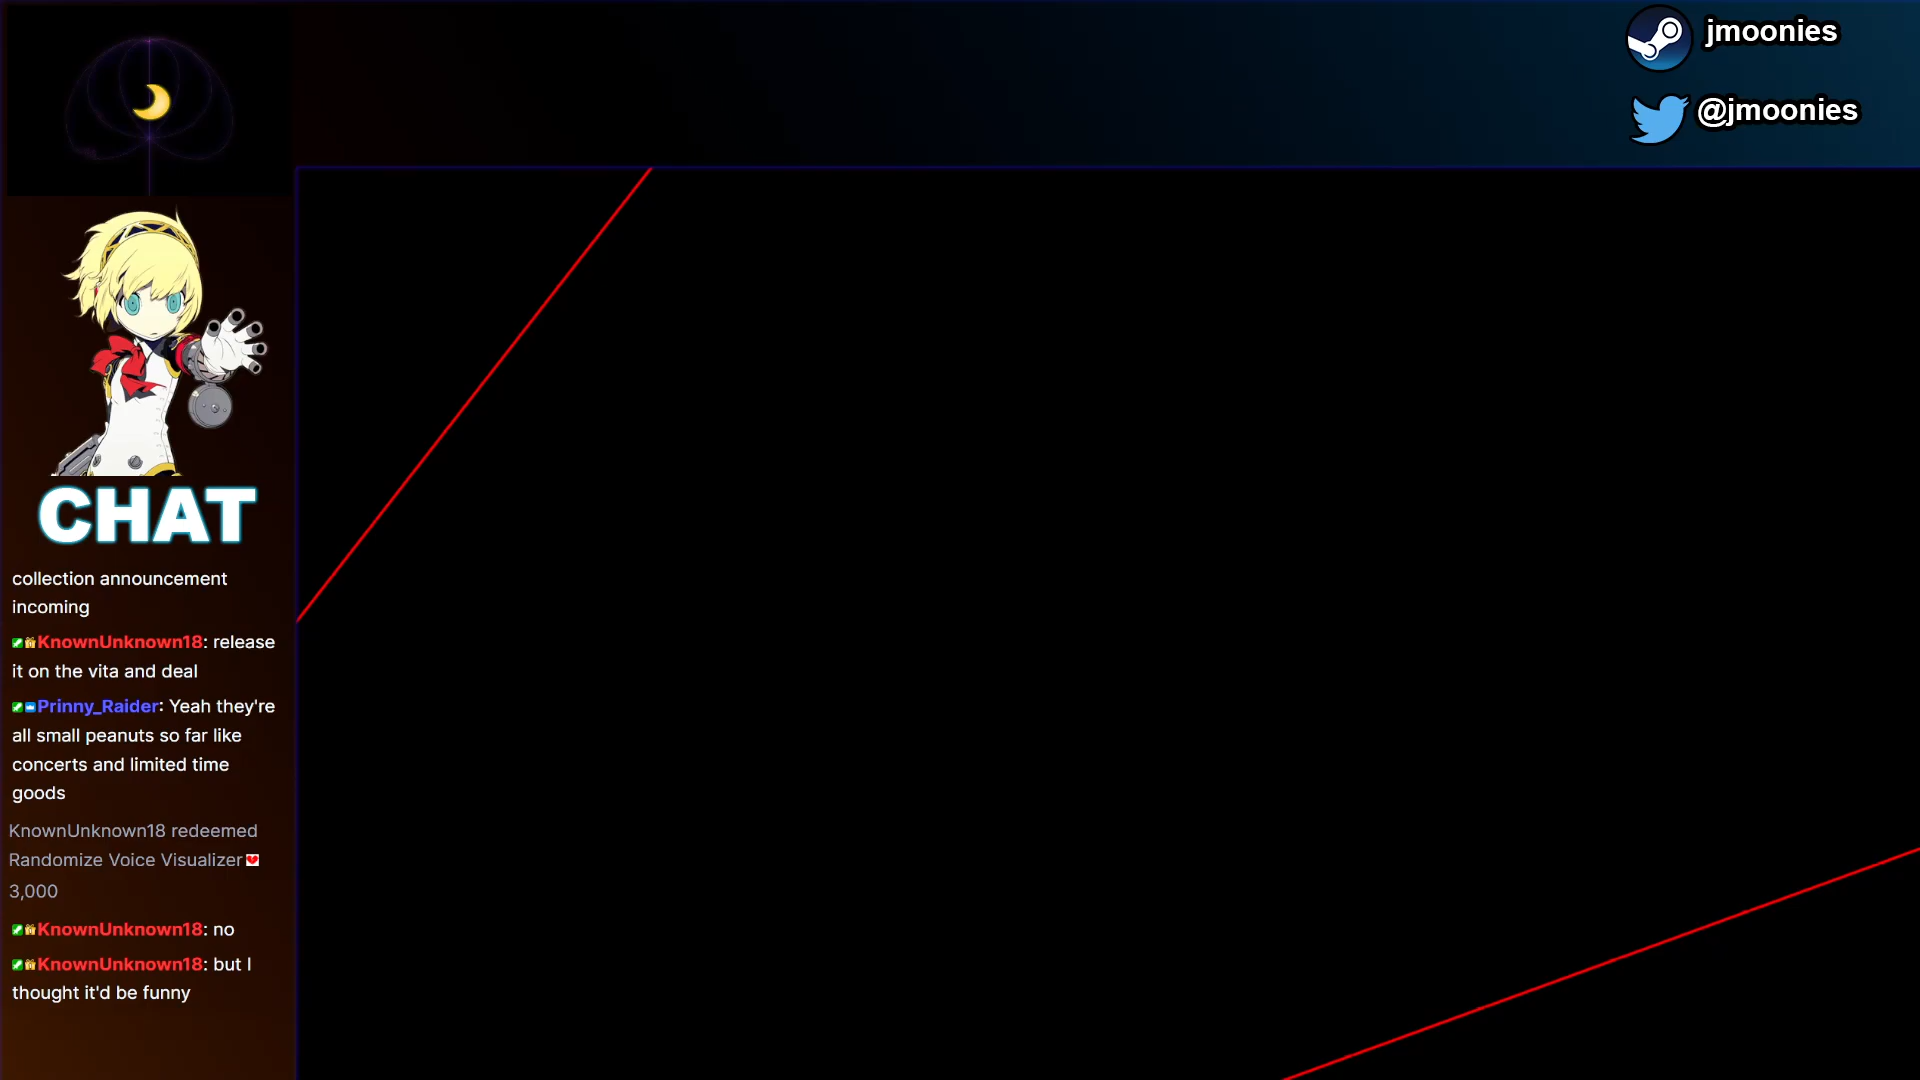 jmoonies
@jmoonies
CHAT
collection announcement
incoming
KnownUnknown18: release
it on the vita and deal
Prinny_Raider: Yeah they're
all small peanuts so far like
concerts and limited time
goods
KnownUnknown18 redeemed
Randomize Voice Visualizer
3,000
KnownUnknown18: no
KnownUnknown18: but I
thought it'd be funny